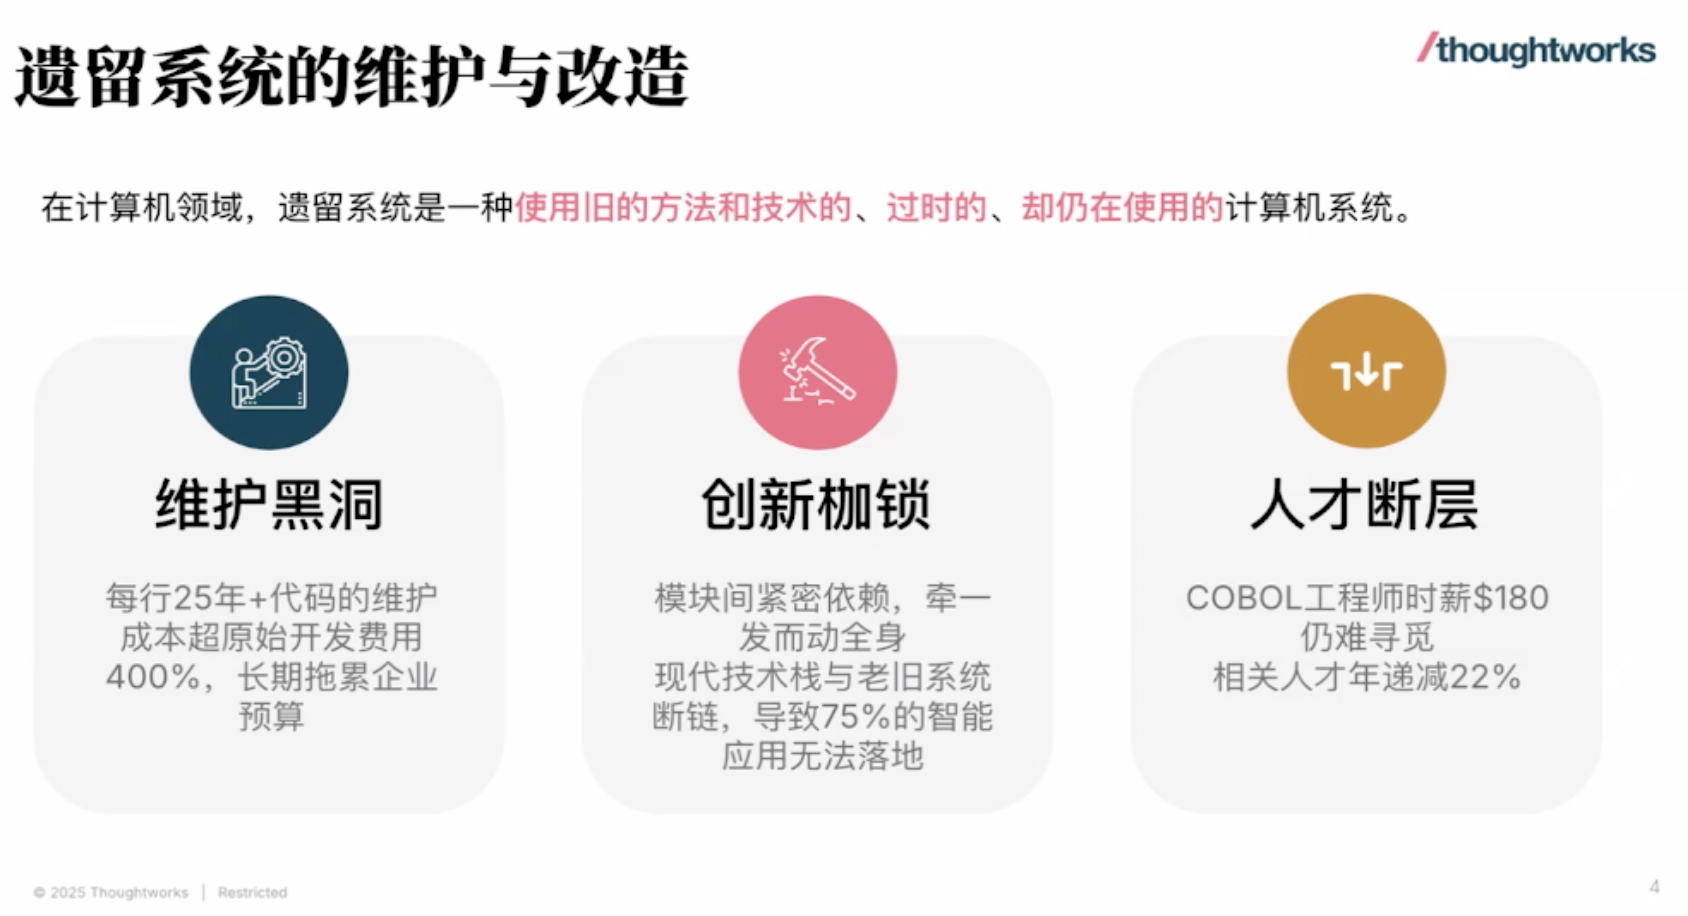 遗留系统的维护与改造
/thoughtworks
在计算机领域，遗留系统是一种使用旧的方法和技术的、过时的、却仍在使用的计算机系统。
维护黑洞
每行25年+代码的维护
成本超原始开发费用
400%，长期拖累企业
预算
创新枷锁
模块间紧密依赖，牵一
发而动全身
现代技术栈与老旧系统
断链，导致75%的智能
应用无法落地
人才断层
COBOL工程师时薪$180
仍难寻觅
相关人才年递减22%
© 2025 Thoughtworks | Restricted
4